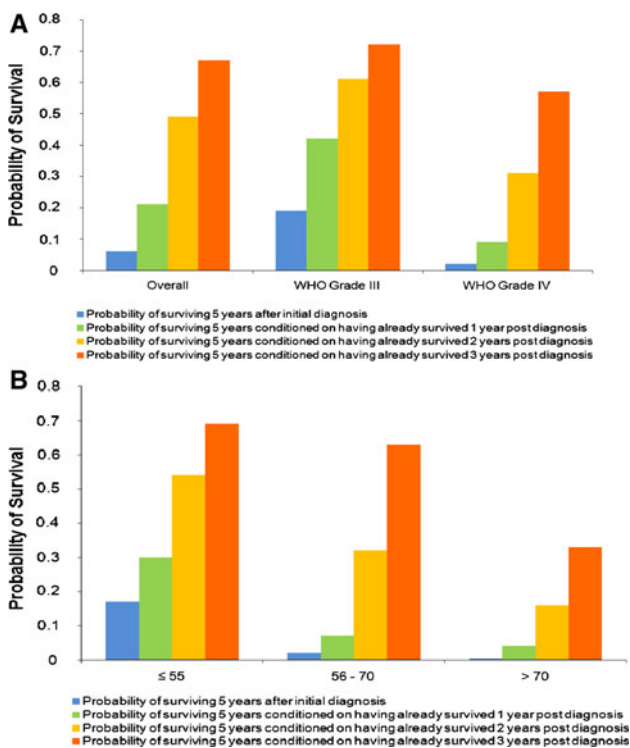 A
0.8
0.7
0.6
0.5
0.4
0.3
0.2
0.1
0
Probability of Survival
Overall WHO Grade III WHO Grade IV
Probability of surviving 5 years after initial diagnosis
Probability of surviving 5 years conditioned on having already survived 1 year post diagnosis
Probability of surviving 5 years conditioned on having already survived 2 years post diagnosis
Probability of surviving 5 years conditioned on having already survived 3 years post diagnosis
B
0.8
0.7
0.6
0.5
0.4
0.3
0.2
0.1
0
Probability of Survival
≤ 55 56 - 70 > 70
Probability of surviving 5 years after initial diagnosis
Probability of surviving 5 years conditioned on having already survived 1 year post diagnosis
Probability of surviving 5 years conditioned on having already survived 2 years post diagnosis
Probability of surviving 5 years conditioned on having already survived 3 years post diagnosis